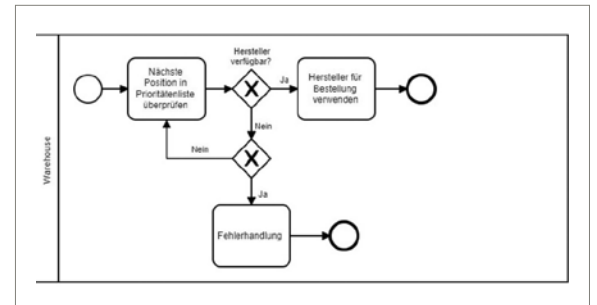 Warehouse
Nächste
Position in
Prioritätenliste
überprüfen
Hersteller
verfügbar?
Ja
Hersteller für
Bestellung
verwenden
Nein
Nein
Ja
Fehlerhandlung